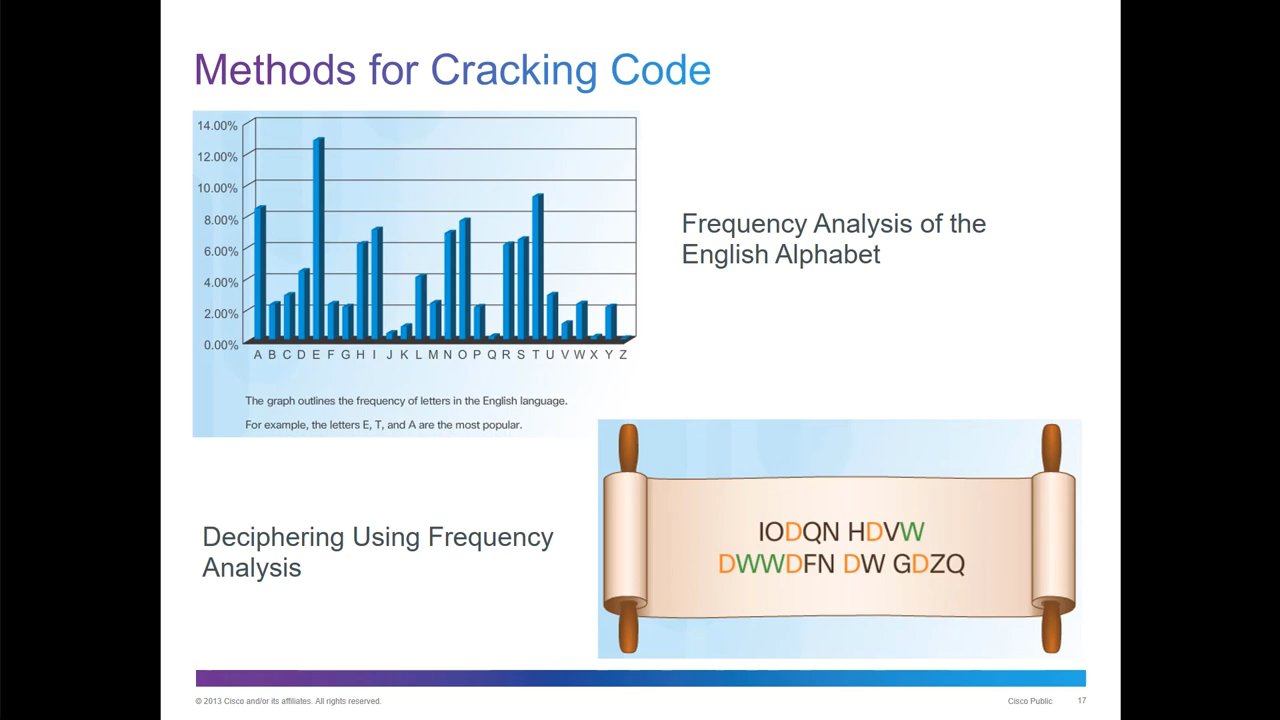 Methods for Cracking Code
14.00%
12.00%
10.00%
8.00%
6.00%
4.00%
2.00%
0.00%
A B C D E F G H I J K L M N O P Q R S T U V W X Y Z
The graph outlines the frequency of letters in the English language.
For example, the letters E, T, and A are the most popular.
Frequency Analysis of the
English Alphabet
Deciphering Using Frequency
Analysis
IODQN HDVW
DWWDFN DW GDZQ
© 2013 Cisco and/or its affiliates. All rights reserved.
Cisco Public
17